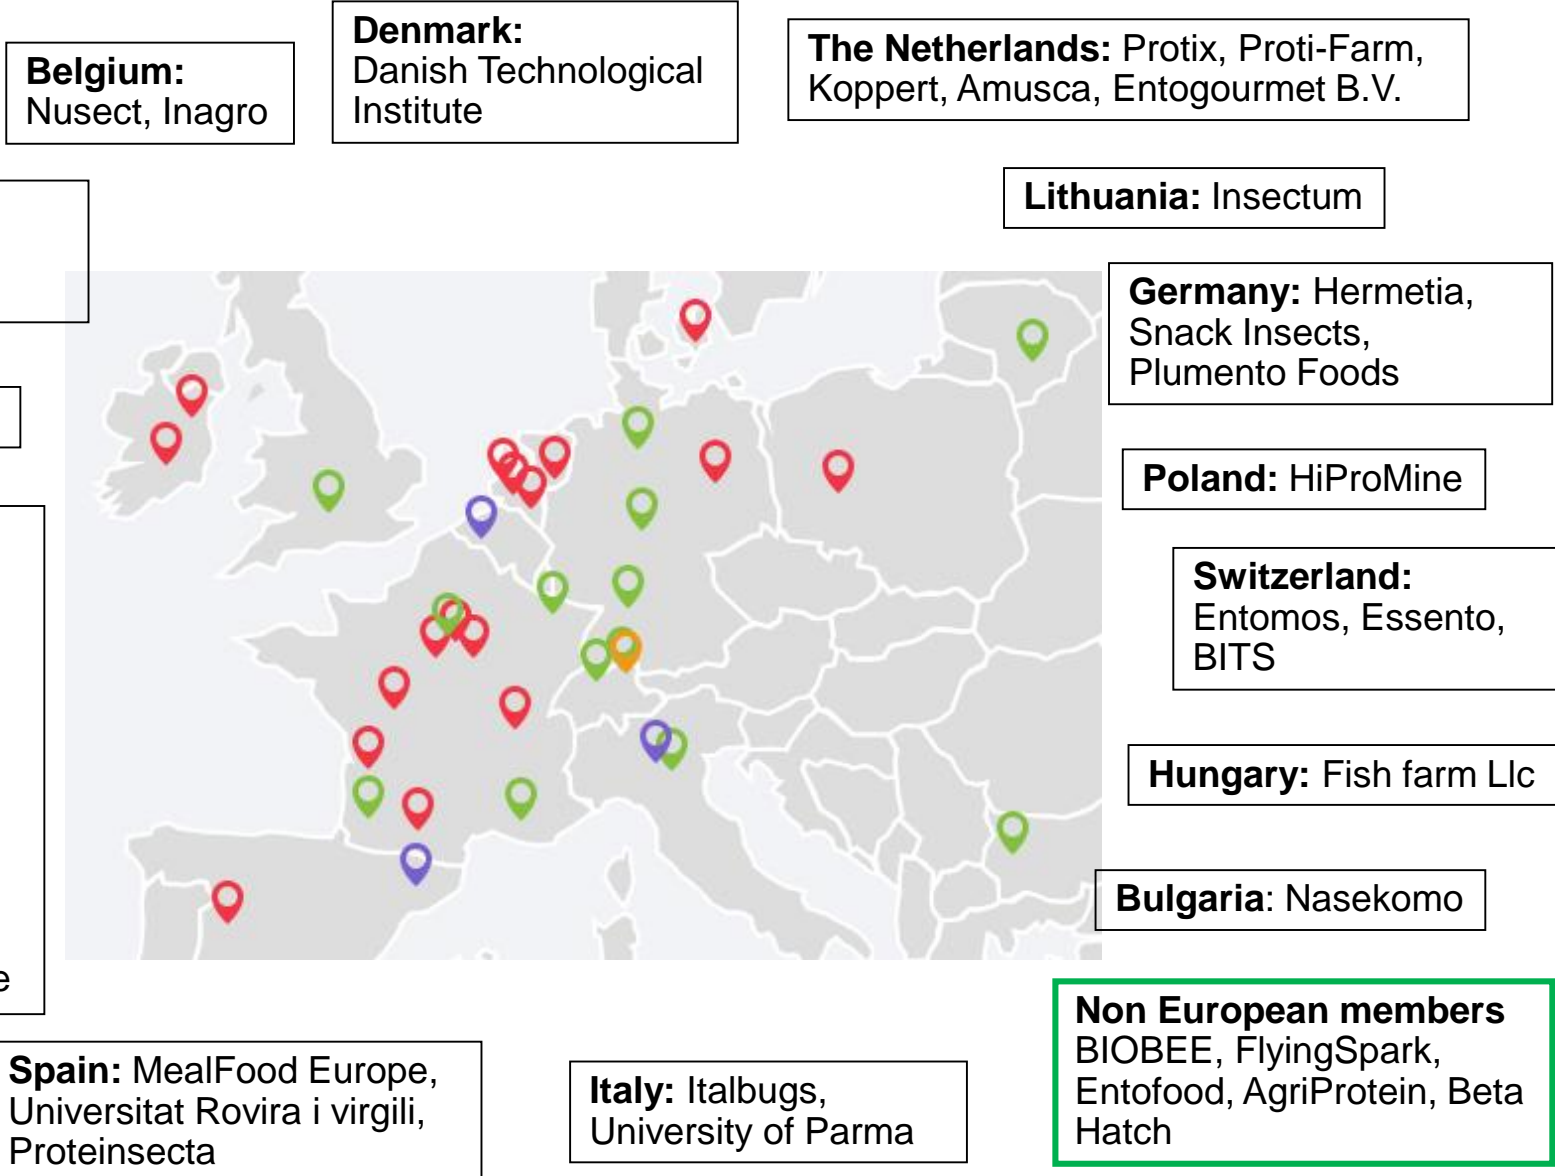 Belgium:
Nusect, Inagro
Denmark:
Danish Technological
Institute
The Netherlands: Protix, Proti-Farm,
Koppert, Amusca, Entogourmet B.V.
Lithuania: Insectum
Germany: Hermetia,
Snack Insects,
Plumento Foods
Poland: HiProMine
Switzerland:
Entomos, Essento,
BITS
Hungary: Fish farm Llc
Bulgaria: Nasekomo
e
Non European members
BIOBEE, FlyingSpark,
Entofood, AgriProtein, Beta
Hatch
Spain: MealFood Europe,
Universitat Rovira i virgili,
Proteinsecta
Italy: Italbugs,
University of Parma